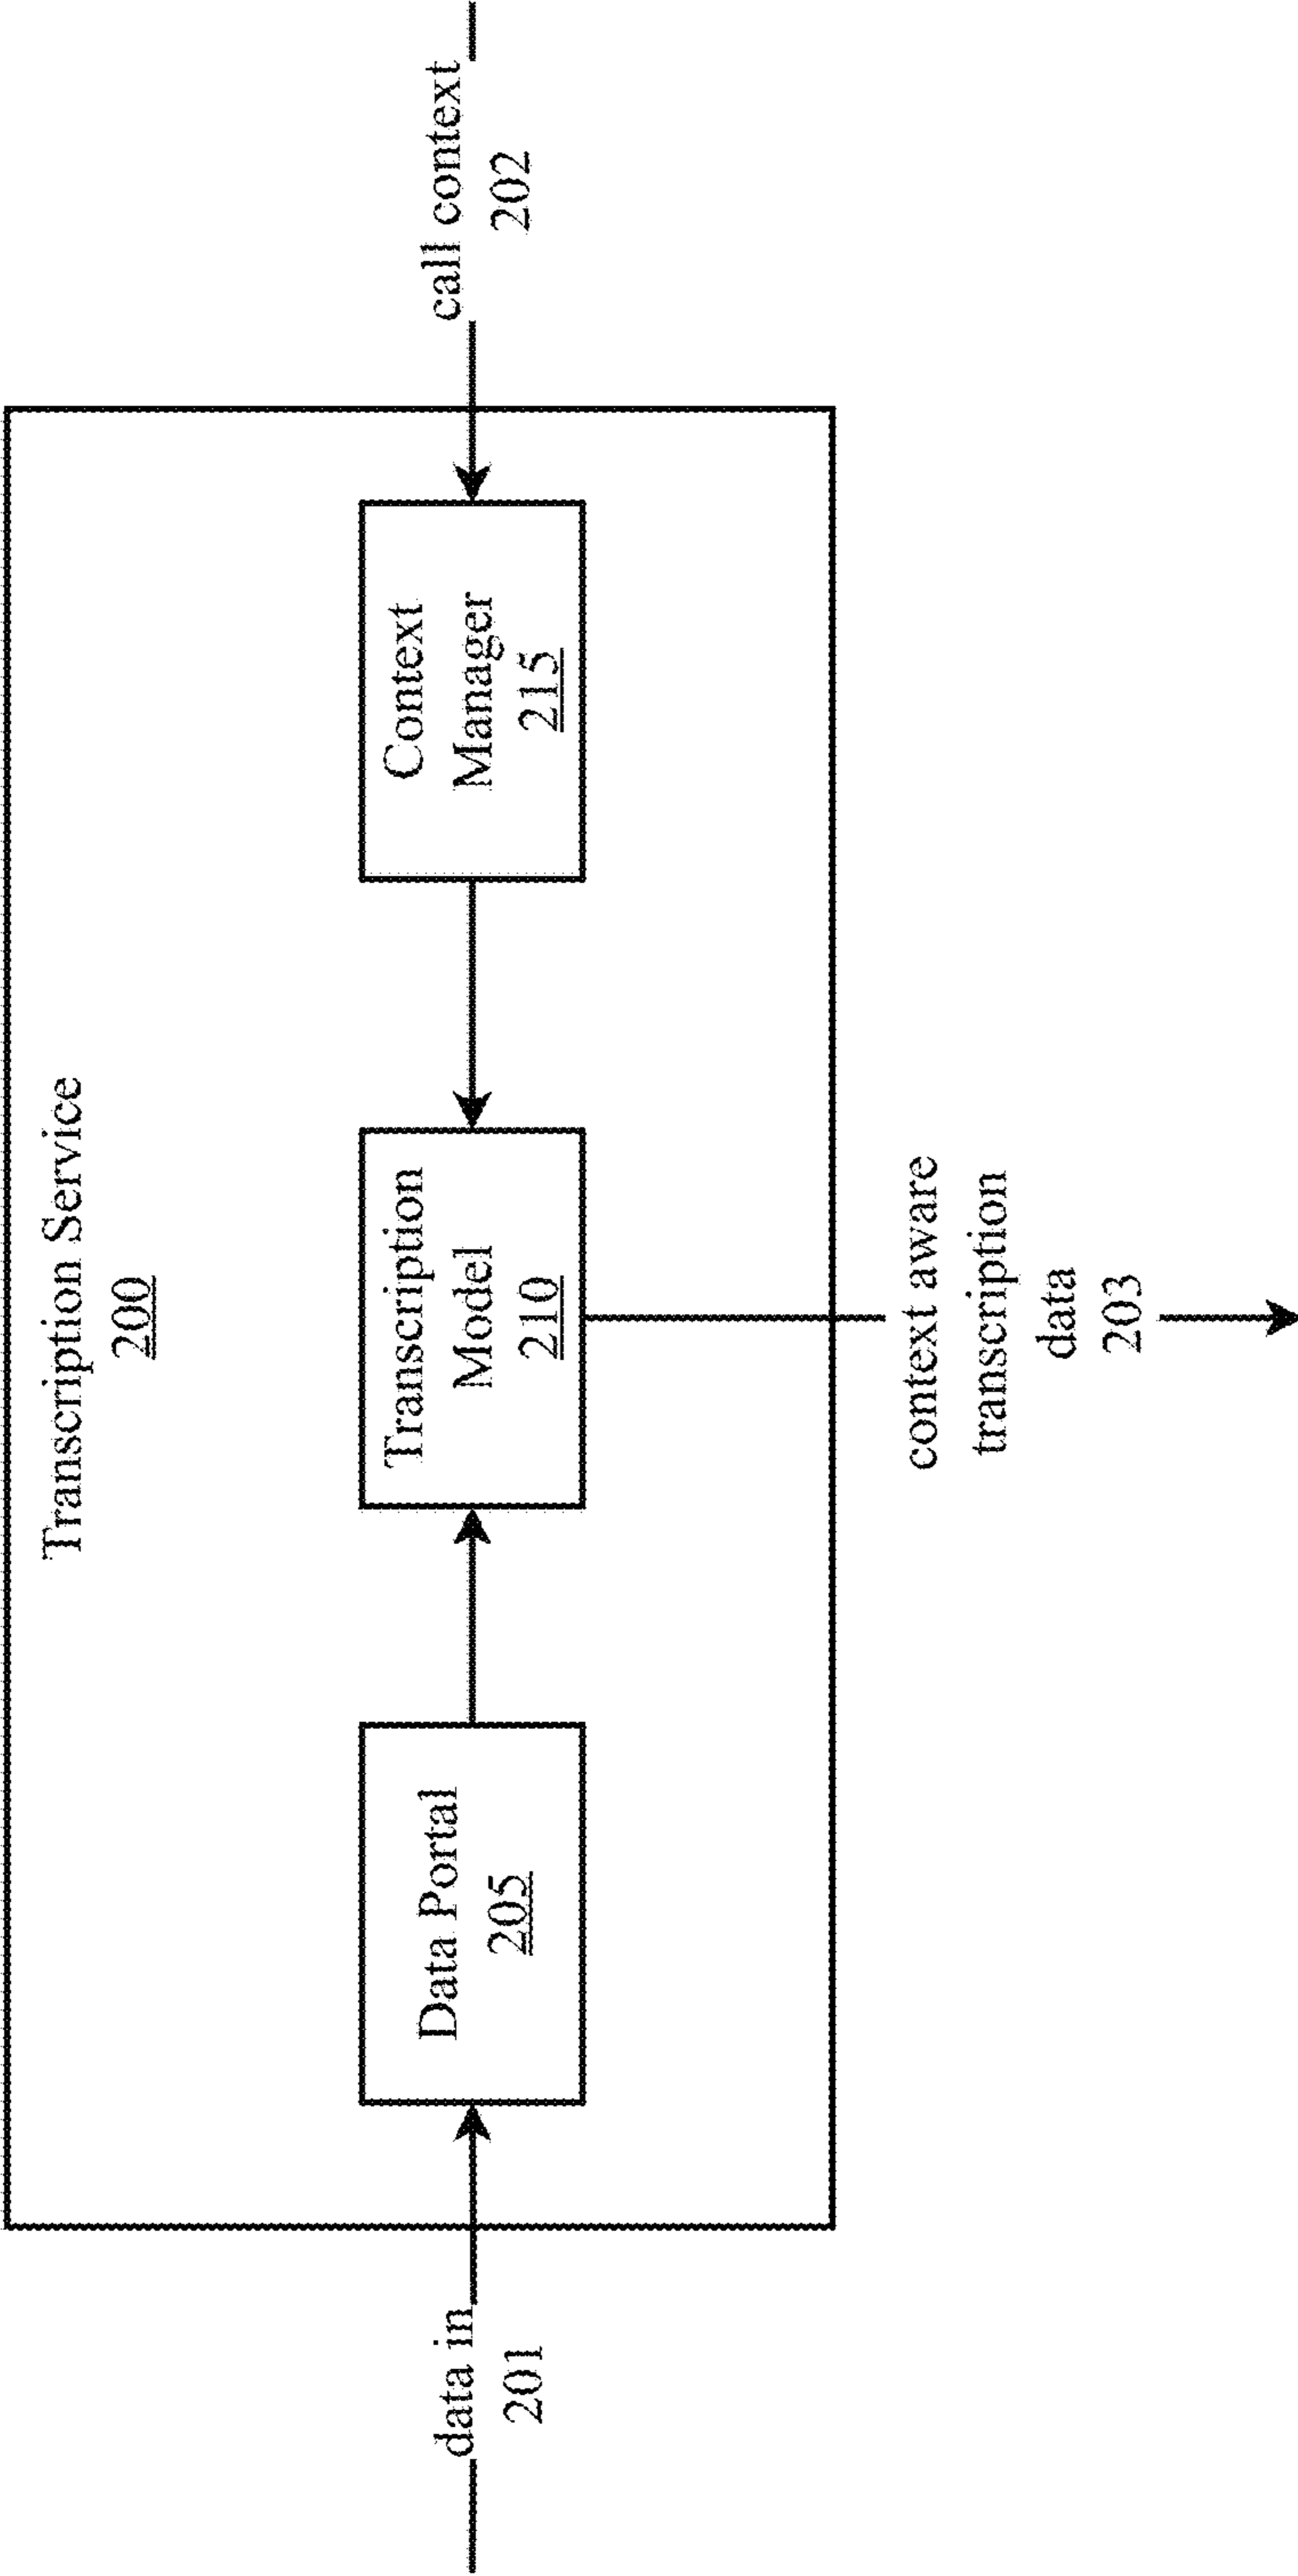 Transcription Service
200
data in
201
Data Portal
205
Transcription
Model
210
Context
Manager
215
call context
202
context aware
transcription
data
203